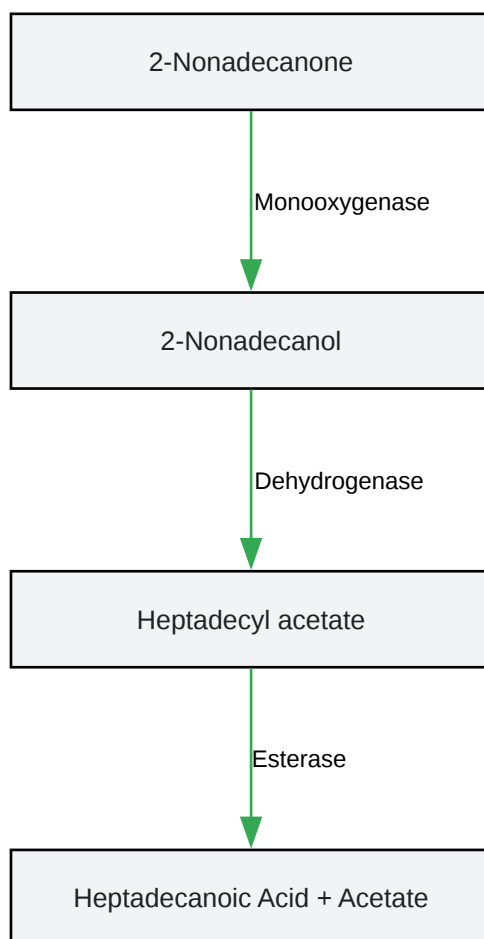 2-Nonadecanone
Monooxygenase
2-Nonadecanol
Dehydrogenase
Heptadecyl acetate
Esterase
Heptadecanoic Acid + Acetate